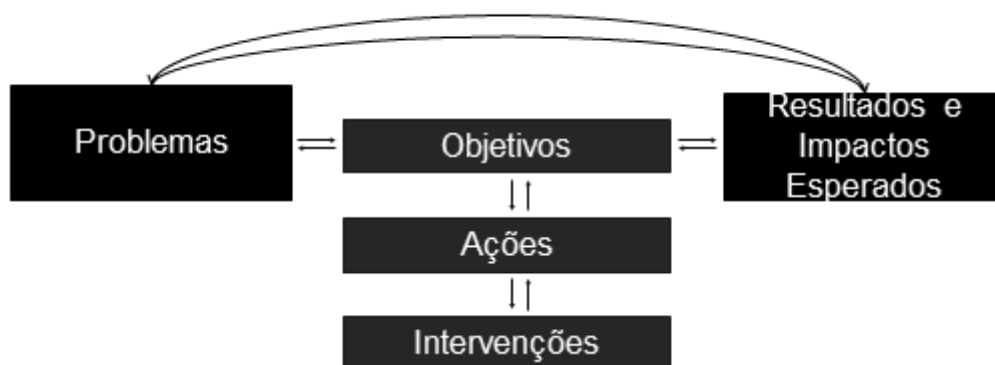 Problemas
Objetivos
Resultados e
Impactos
Esperados
Ações
Intervenções